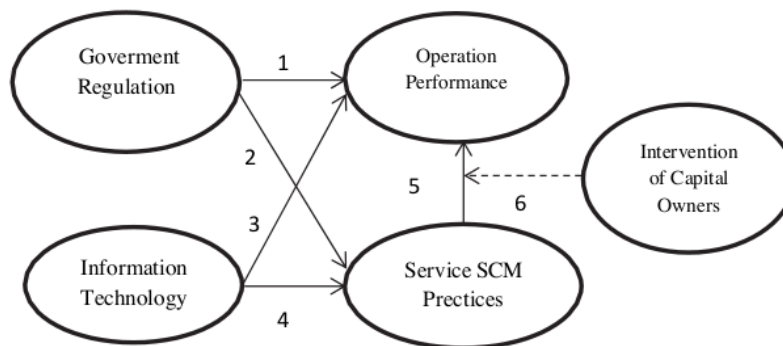 Goverment
Regulation
1
Operation
Performance
2
3
5
6
Intervention
of Capital
Owners
Information
Technology
4
Service SCM
Prectices